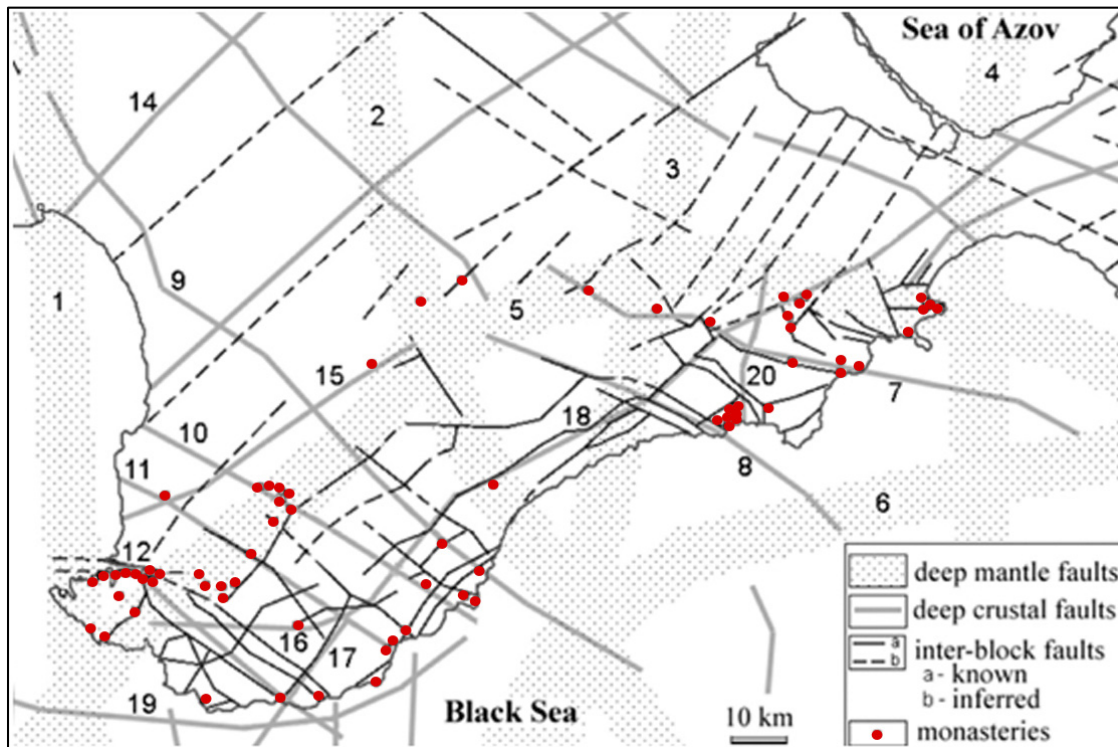 Sea of Azov
4
14
2
3
9
1
5
15
20
7
18
10
8
11
6
12
16
17
19
Black Sea
10 km
deep mantle faults
deep crustal faults
a
b
inter-block faults
a - known
b - inferred
monasteries